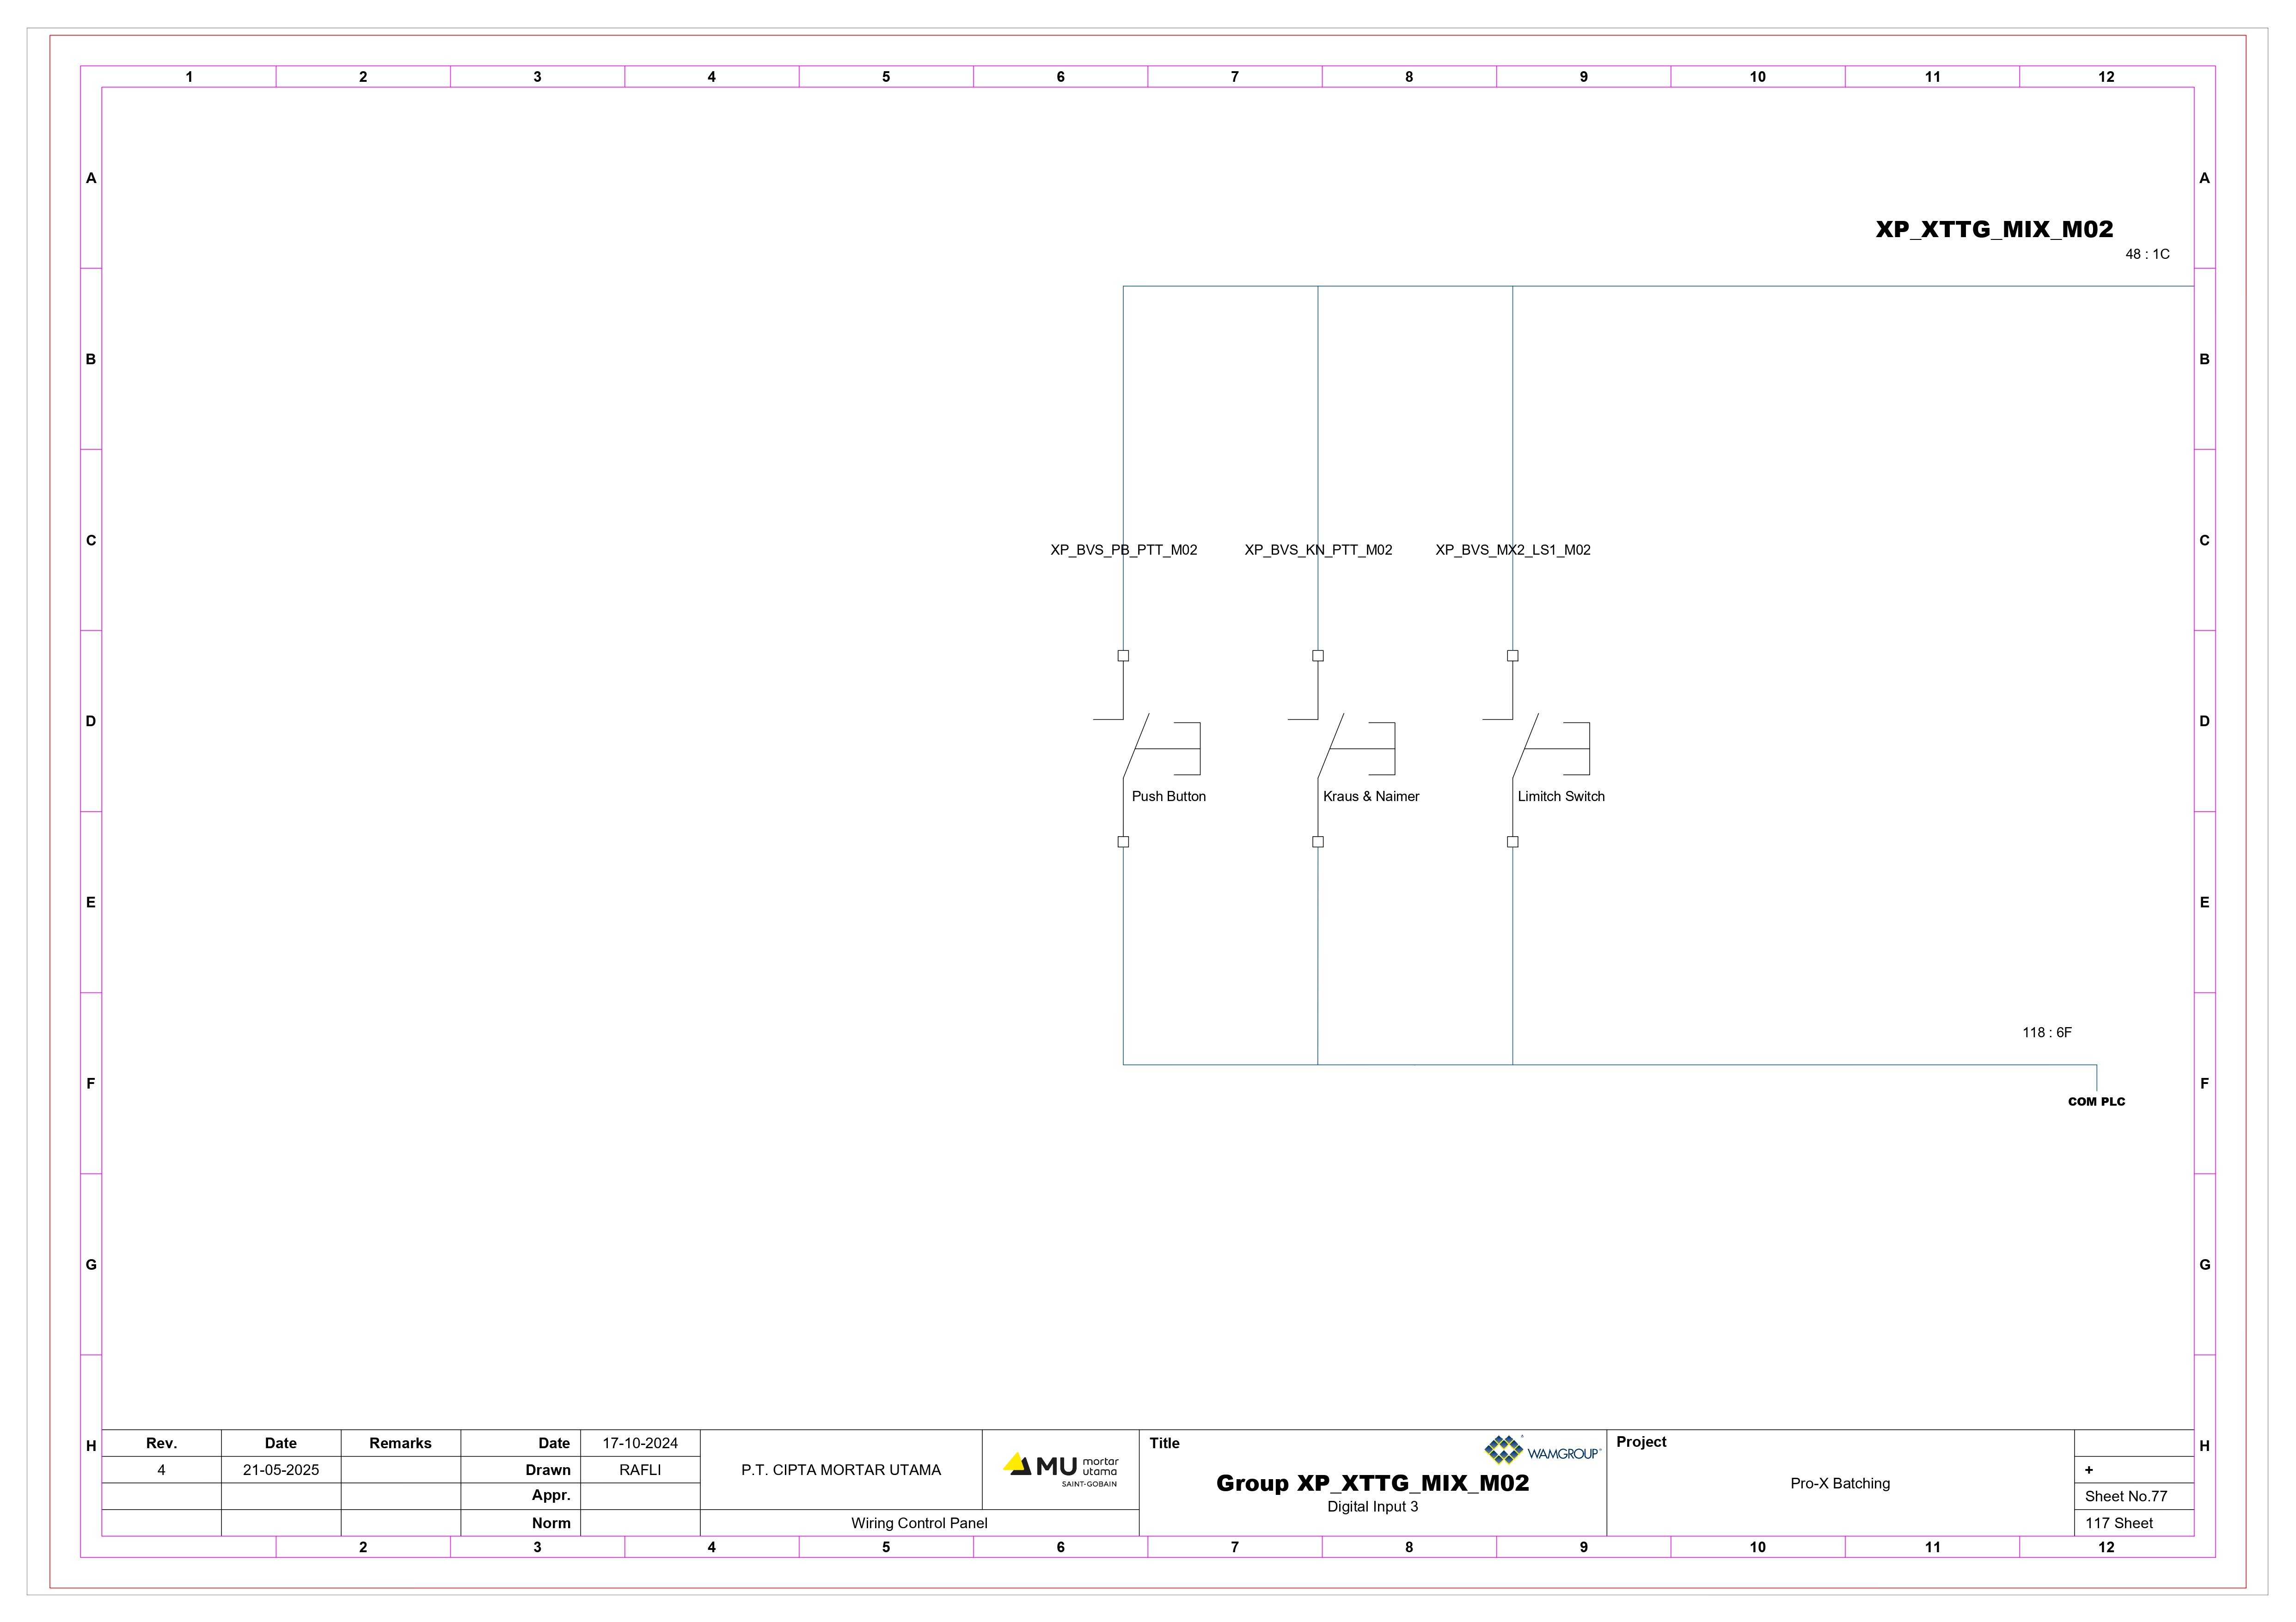 1 2 3 4 5 6 7 8 9 10 11 12
A A
XP_XTTG_MIX_M02
48 : 1C
B B
C C
XP_BVS_PB_PTT_M02 XP_BVS_KN_PTT_M02 XP_BVS_MX2_LS1_M02
D D
Push Button Kraus & Naimer Limitch Switch
E E
118 : 6F
F F
COM PLC
G G
H H
Rev. Date Remarks Date 17-10-2024
4 21-05-2025 Drawn RAFLI
Appr.
Norm
P.T. CIPTA MORTAR UTAMA
MU mortar
utama
SAINT-GOBAIN
Wiring Control Panel
Title
WAMGROUP®
Group XP_XTTG_MIX_M02
Digital Input 3
Project
Pro-X Batching
+
Sheet No.77
117 Sheet
2 3 4 5 6 7 8 9 10 11 12